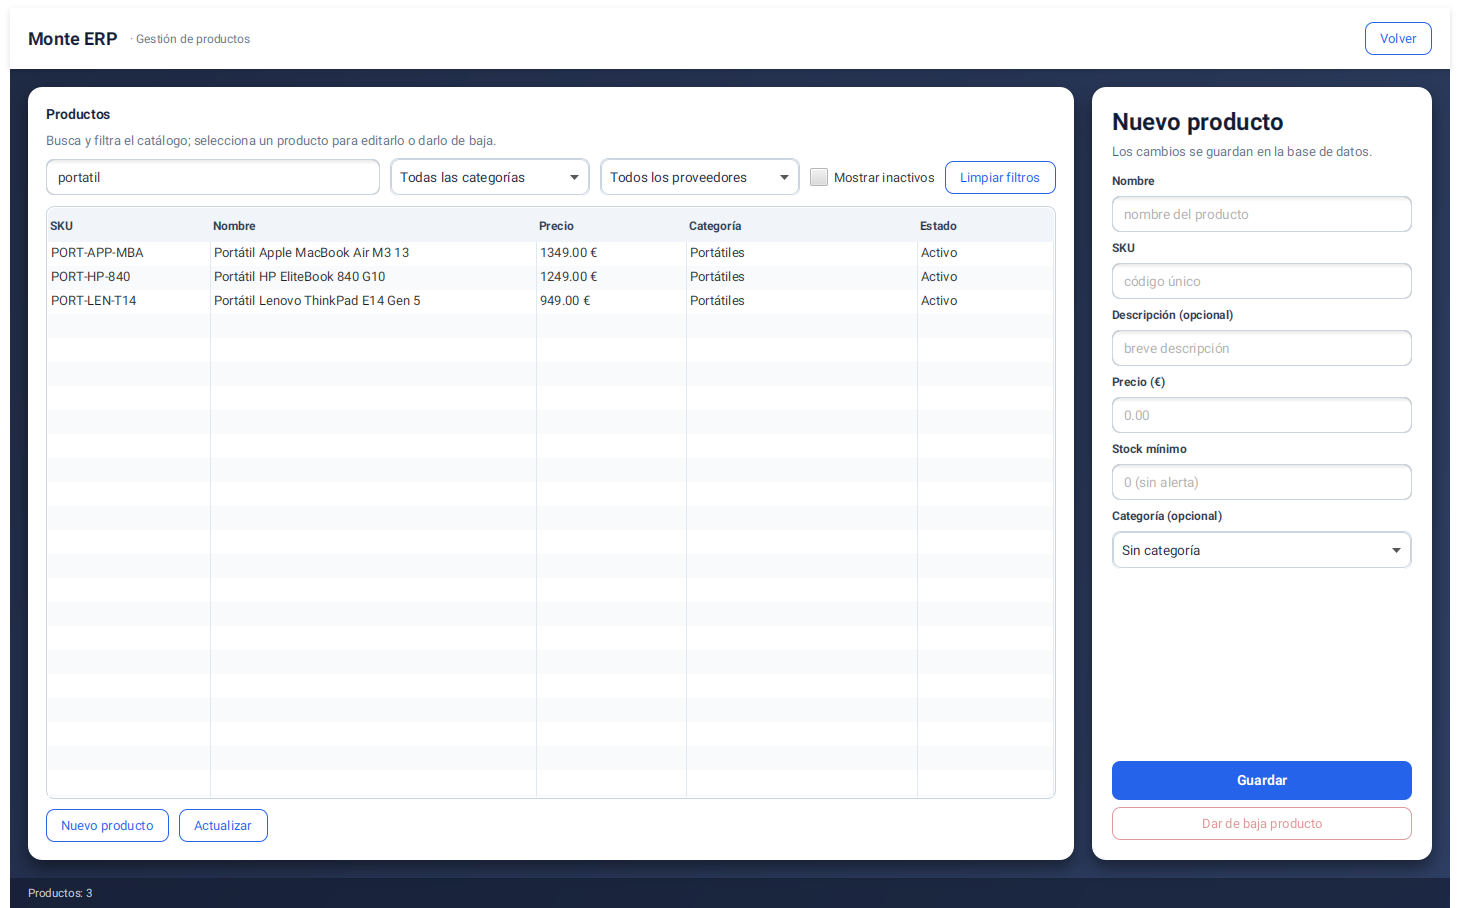 Monte ERP · Gestión de productos
Volver
Productos
Busca y filtra el catálogo; selecciona un producto para editarlo o darlo de baja.
portatil
Todas las categorías
Todos los proveedores
Mostrar inactivos
Limpiar filtros
SKU Nombre Precio Categoría Estado
PORT-APP-MBA Portátil Apple MacBook Air M3 13 1349.00 € Portátiles Activo
PORT-HP-840 Portátil HP EliteBook 840 G10 1249.00 € Portátiles Activo
PORT-LEN-T14 Portátil Lenovo ThinkPad E14 Gen 5 949.00 € Portátiles Activo
Nuevo producto
Actualizar
Nuevo producto
Los cambios se guardan en la base de datos.
Nombre
nombre del producto
SKU
código único
Descripción (opcional)
breve descripción
Precio (€)
0.00
Stock mínimo
0 (sin alerta)
Categoría (opcional)
Sin categoría
Guardar
Dar de baja producto
Productos: 3